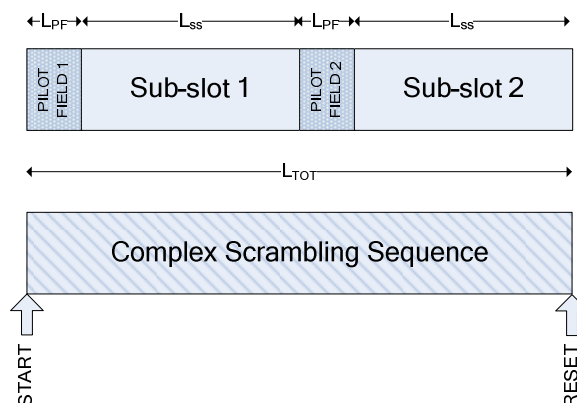 LPF Lss LPF Lss
PILOT FIELD 1 Sub-slot 1 PILOT FIELD 2 Sub-slot 2
LTOT
Complex Scrambling Sequence
START RESET